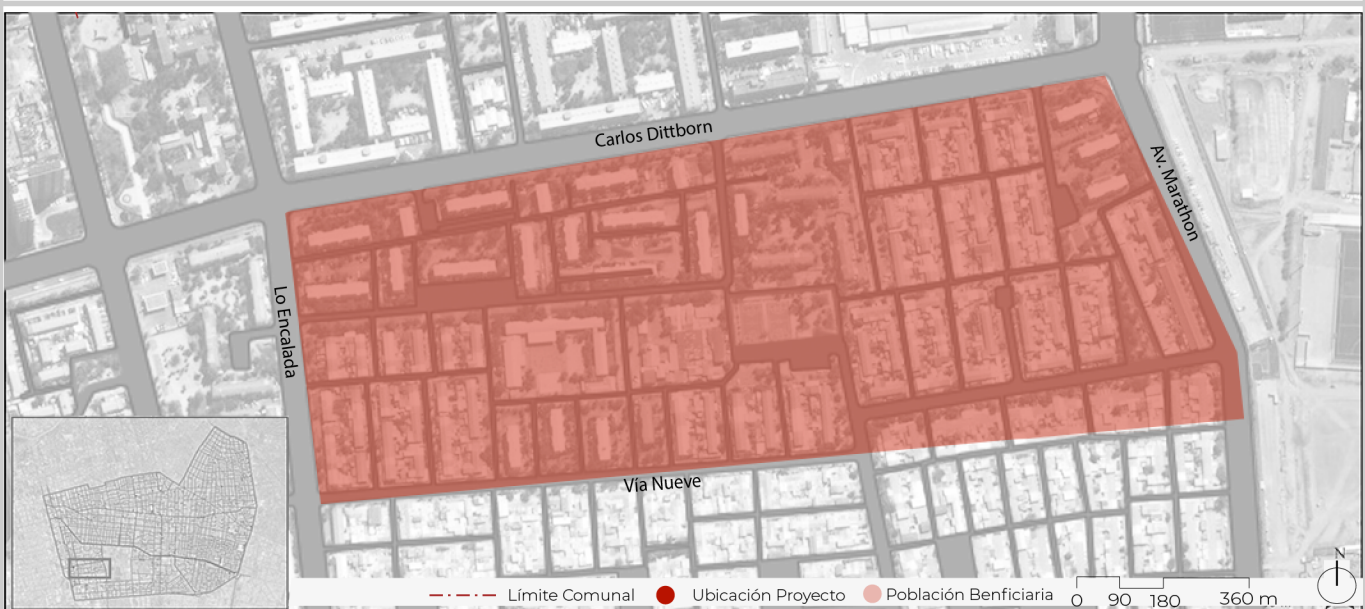 Carlos Dittborn
Av. Marathon
Lo Encalada
Vía Nueve
Límite Comunal
Ubicación Proyecto
Población Benficiaria
0 90 180 360 m
N